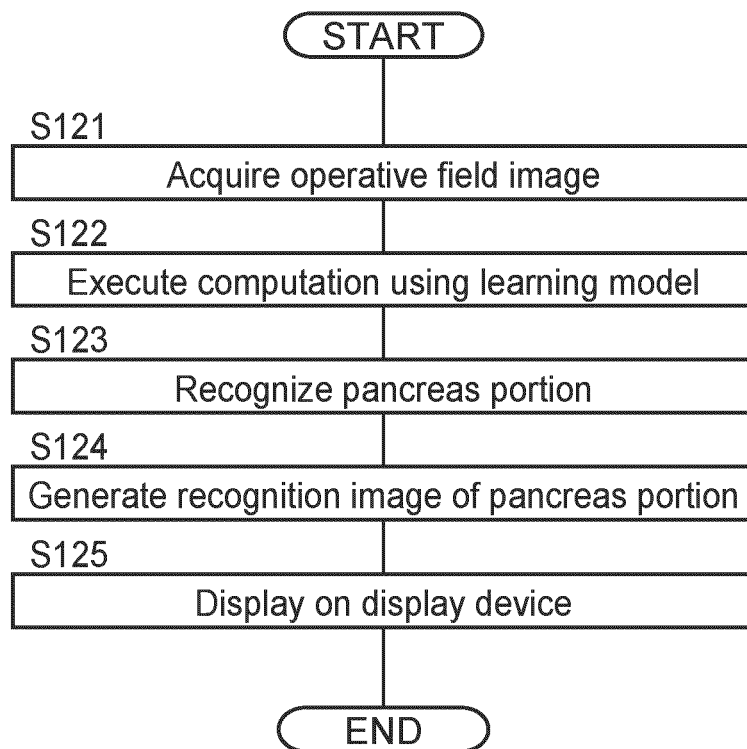 START
S121
Acquire operative field image
S122
Execute computation using learning model
S123
Recognize pancreas portion
S124
Generate recognition image of pancreas portion
S125
Display on display device
END